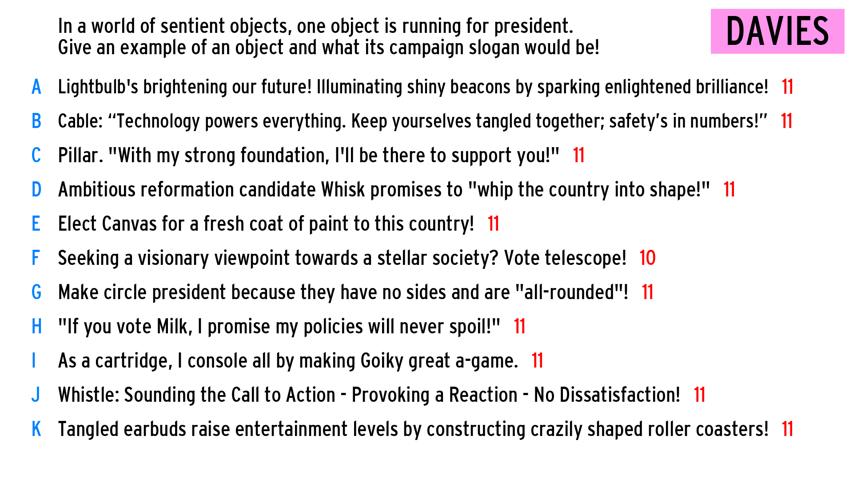 In a world of sentient objects, one object is running for president.
Give an example of an object and what its campaign slogan would be!
DAVIES
A Lightbulb's brightening our future! Illuminating shiny beacons by sparking enlightened brilliance! 11
B Cable: “Technology powers everything. Keep yourselves tangled together; safety’s in numbers!” 11
C Pillar. "With my strong foundation, I'll be there to support you!" 11
D Ambitious reformation candidate Whisk promises to "whip the country into shape!" 11
E Elect Canvas for a fresh coat of paint to this country! 11
F Seeking a visionary viewpoint towards a stellar society? Vote telescope! 10
G Make circle president because they have no sides and are "all-rounded"! 11
H "If you vote Milk, I promise my policies will never spoil!" 11
I As a cartridge, I console all by making Goiky great a-game. 11
J Whistle: Sounding the Call to Action - Provoking a Reaction - No Dissatisfaction! 11
K Tangled earbuds raise entertainment levels by constructing crazily shaped roller coasters! 11